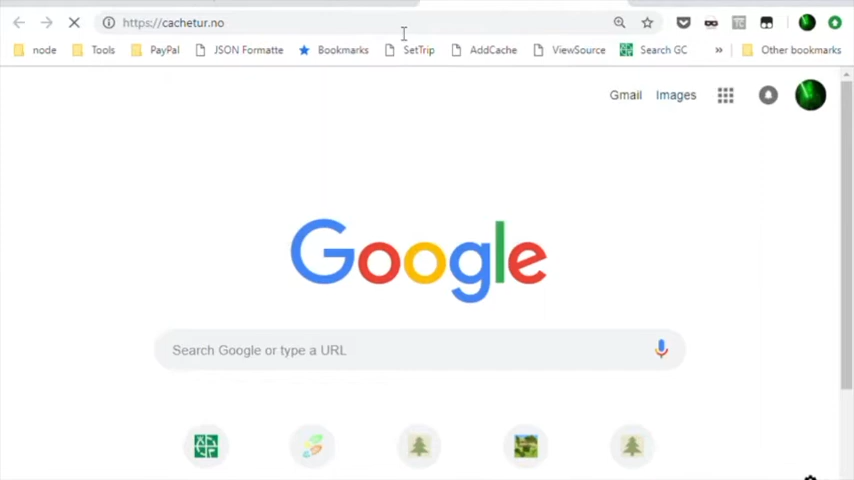 https://cachetur.no
node Tools PayPal JSON Formatte Bookmarks SetTrip AddCache ViewSource Search GC » Other bookmarks
Gmail Images
Google
Search Google or type a URL